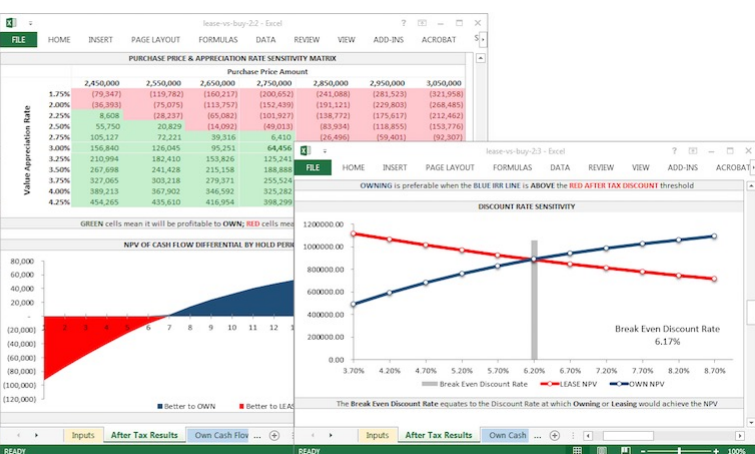 lease-vs-buy-2:2 - Excel
FILE HOME INSERT PAGE LAYOUT FORMULAS DATA REVIEW VIEW ADD-INS ACROBAT S
PURCHASE PRICE & APPRECIATION RATE SENSITIVITY MATRIX
Purchase Price Amount
2,450,000 2,550,000 2,650,000 2,750,000 2,850,000 2,950,000 3,050,000
Value Appreciation Rate
1.75% (79,347) (119,782) (160,217) (200,652) (241,088) (281,523) (321,958)
2.00% (36,393) (75,075) (113,757) (152,439) (191,121) (229,803) (268,485)
2.25% 8,608 (28,237) (65,082) (101,927) (138,772) (175,617) (212,462)
2.50% 55,750 20,829 (14,092) (49,013) (83,934) (118,855) (153,776)
2.75% 105,127 72,221 39,316 6,410 (26,496) (59,401) (92,307)
3.00% 156,840 126,045 95,251 64,456
3.25% 210,994 182,410 153,826 125,241
3.50% 267,698 241,428 215,158 188,888
3.75% 327,065 303,218 279,371 255,524
4.00% 389,213 367,902 346,592 325,282
4.25% 454,265 435,610 416,954 398,299
GREEN cells mean it will be profitable to OWN; RED cells mea
NPV OF CASH FLOW DIFFERENTIAL BY HOLD PERI
80,000
60,000
40,000
20,000
-
(20,000)
(40,000)
(60,000)
(80,000)
(100,000)
(120,000)
1 2 3 4 5 6 7 8 9 10 11 12 1
Better to OWN Better to LEAS
Inputs After Tax Results Own Cash Flow ...
READY
lease-vs-buy-2:3 - Excel
FILE HOME INSERT PAGE LAYOUT FORMULAS DATA REVIEW VIEW ADD-INS ACROBAT
OWNING is preferable when the BLUE IRR LINE is ABOVE the RED AFTER TAX DISCOUNT threshold
DISCOUNT RATE SENSITIVITY
1200000.00
1000000.00
800000.00
600000.00
400000.00
200000.00
0.00
Break Even Discount Rate
6.17%
3.70% 4.20% 4.70% 5.20% 5.70% 6.20% 6.70% 7.20% 7.70% 8.20% 8.70%
Break Even Discount Rate LEASE NPV OWN NPV
The Break Even Discount Rate equates to the Discount Rate at which Owning or Leasing would achieve the NPV
Inputs After Tax Results Own Cash ...
READY
100%